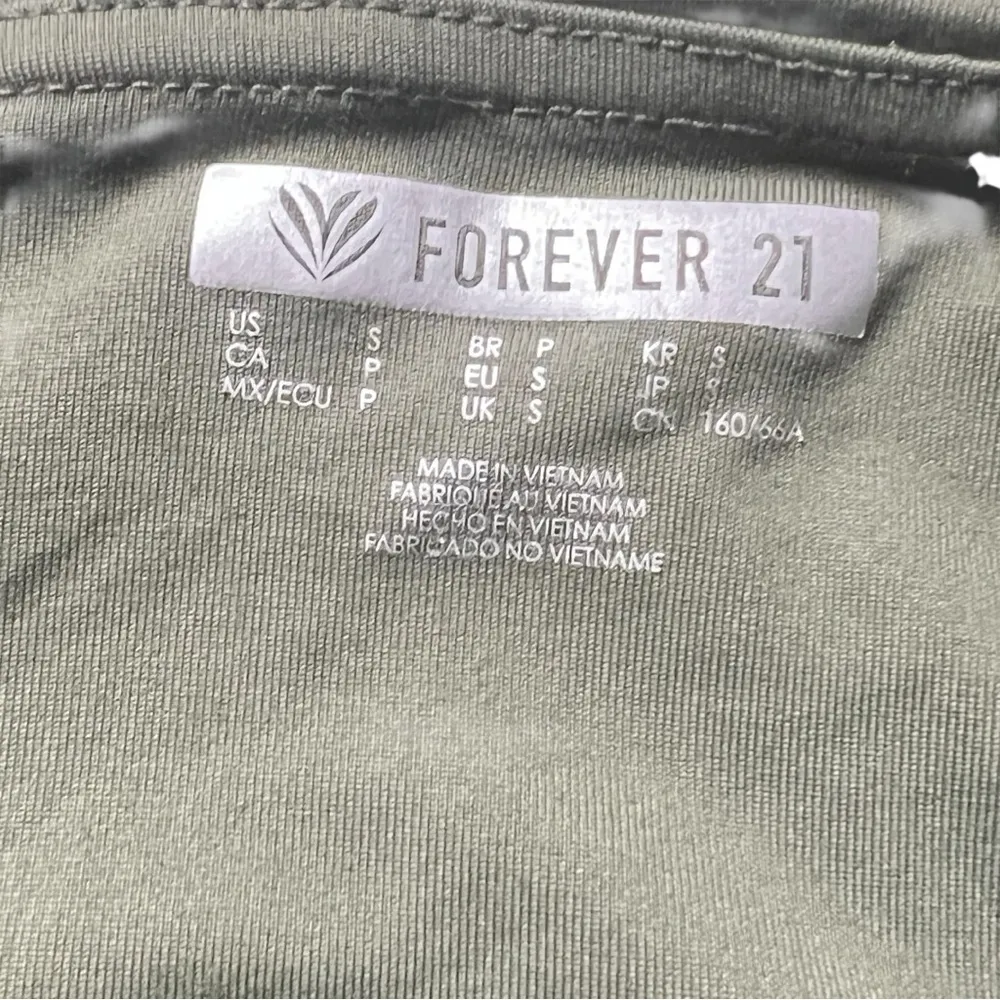 FOREVER 21
US S BR P KR S
CA P EU S JP S
MX/ECU P UK S CN 160/66A
MADE IN VIETNAM
FABRIQUÉ AU VIETNAM
HECHO EN VIETNAM
FABRICADO NO VIETNAME